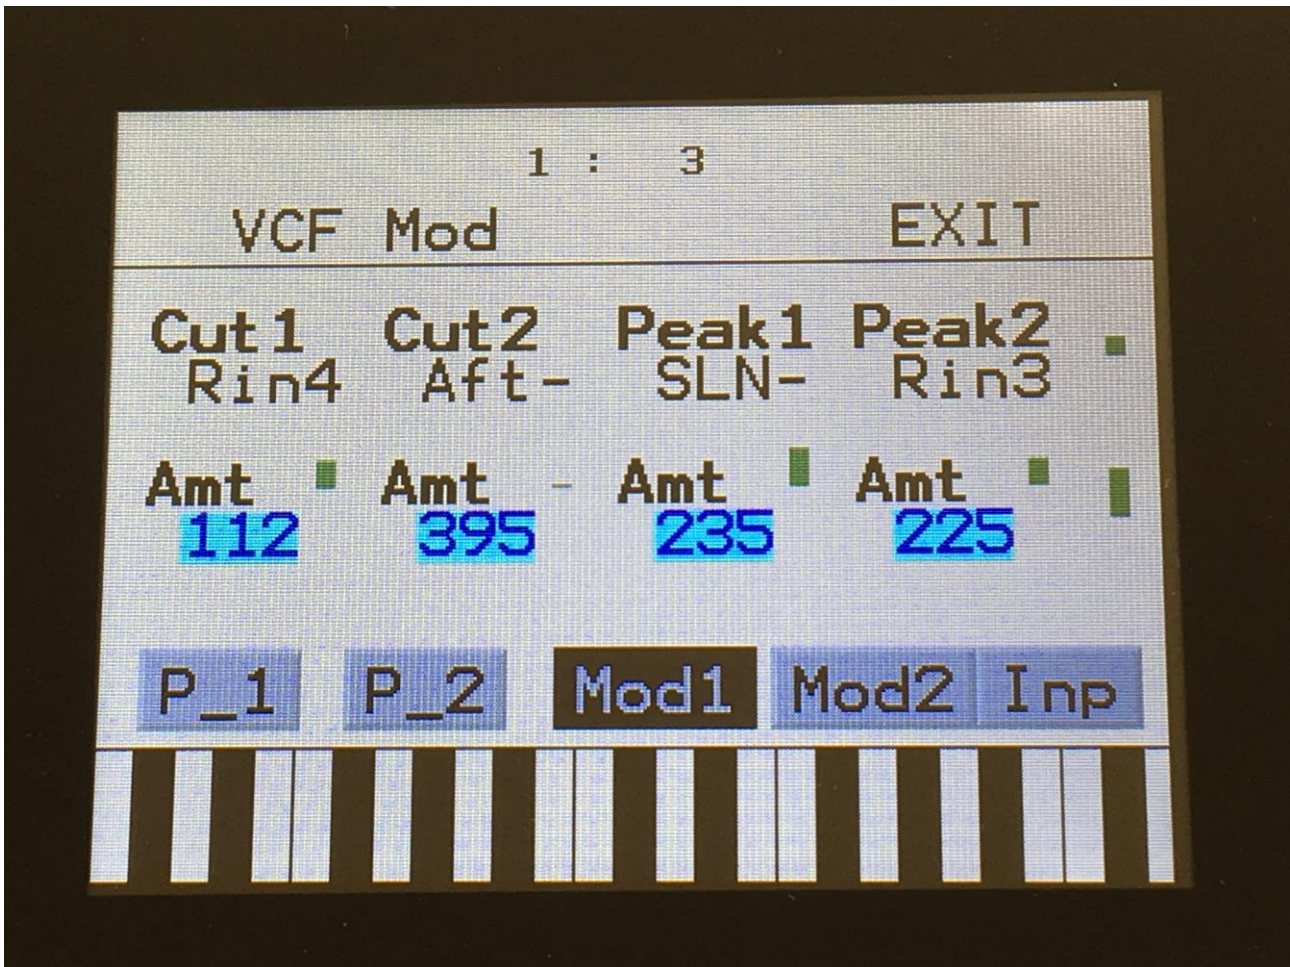 1 : 3
VCF Mod EXIT
Cut1 Cut2 Peak1 Peak2
Rin4 Aft- SLN- Rin3
Amt Amt Amt Amt
112 395 235 225
P_1 P_2 Mod1 Mod2 Inp